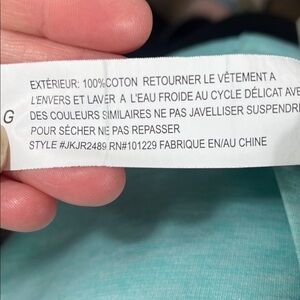 EXTÉRIEUR: 100%COTON RETOURNER LE VÊTEMENT A
G
L'ENVERS ET LAVER A L'EAU FROIDE AU CYCLE DÉLICAT AVE
DES COULEURS SIMILAIRES NE PAS JAVELLISER SUSPENDRE
POUR SÉCHER NE PAS REPASSER
STYLE #JKJR2489 RN#101229 FABRIQUE EN/AU CHINE